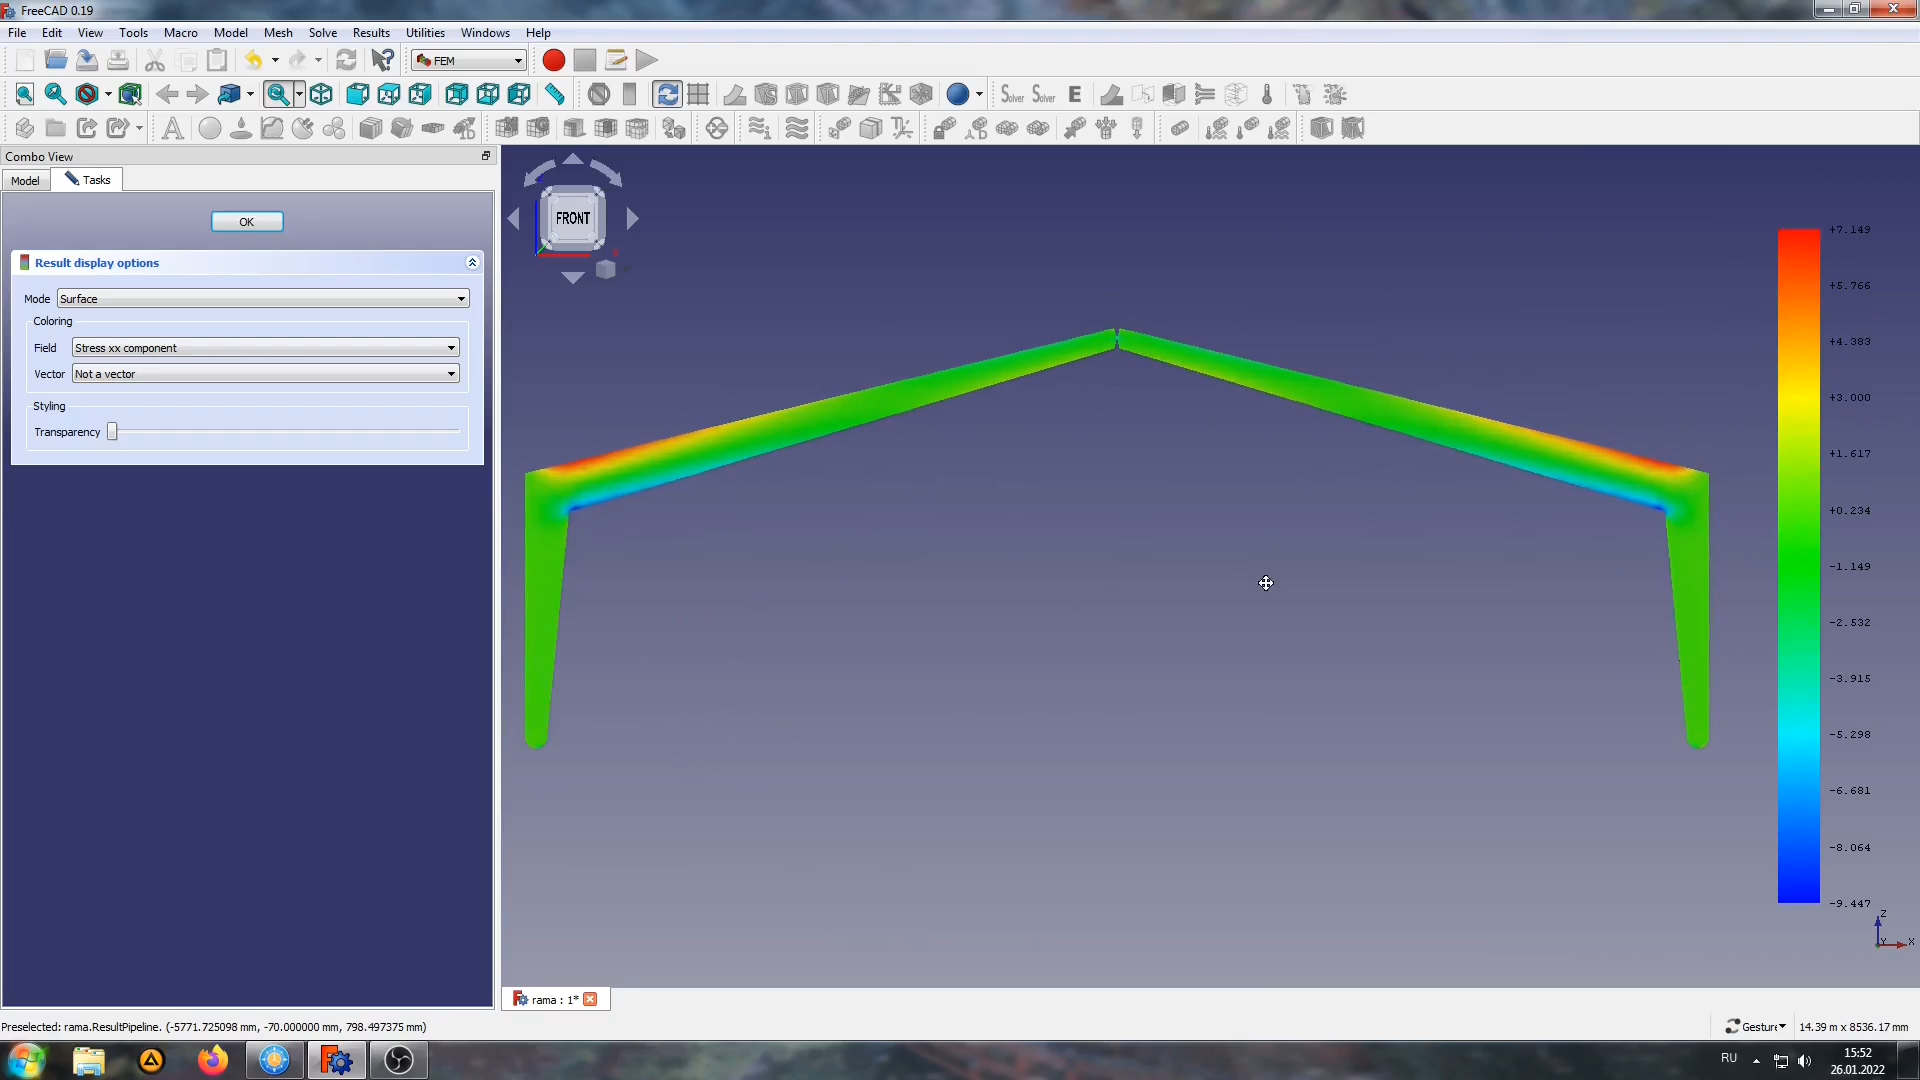 FreeCAD 0.19
File Edit View Tools Macro Model Mesh Solve Results Utilities Windows Help
FEM
Solver Solver E
Combo View
Model Tasks
OK
Result display options
Mode Surface
Coloring
Field Stress xx component
Vector Not a vector
Styling
Transparency
FRONT
+7.149
+5.766
+4.383
+3.000
+1.617
+0.234
-1.149
-2.532
-3.915
-5.298
-6.681
-8.064
-9.447
Z
Y X
rama : 1*
Preselected: rama.ResultPipeline. (-5771.725098 mm, -70.000000 mm, 798.497375 mm)
Gesture 14.39 m x 8536.17 mm
RU
15:52
26.01.2022